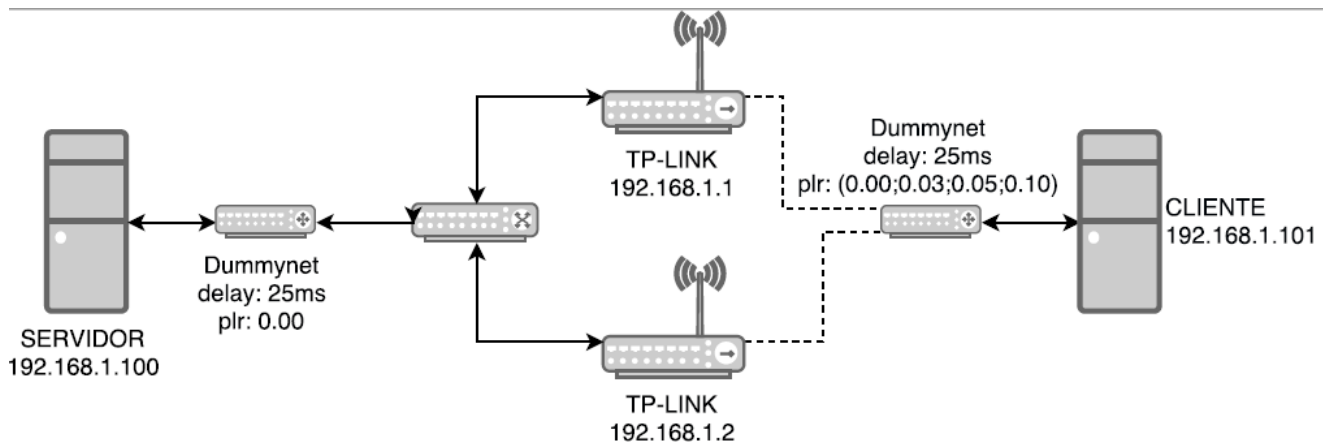 SERVIDOR
192.168.1.100
Dummynet
delay: 25ms
plr: 0.00
TP-LINK
192.168.1.1
TP-LINK
192.168.1.2
Dummynet
delay: 25ms
plr: (0.00;0.03;0.05;0.10)
CLIENTE
192.168.1.101